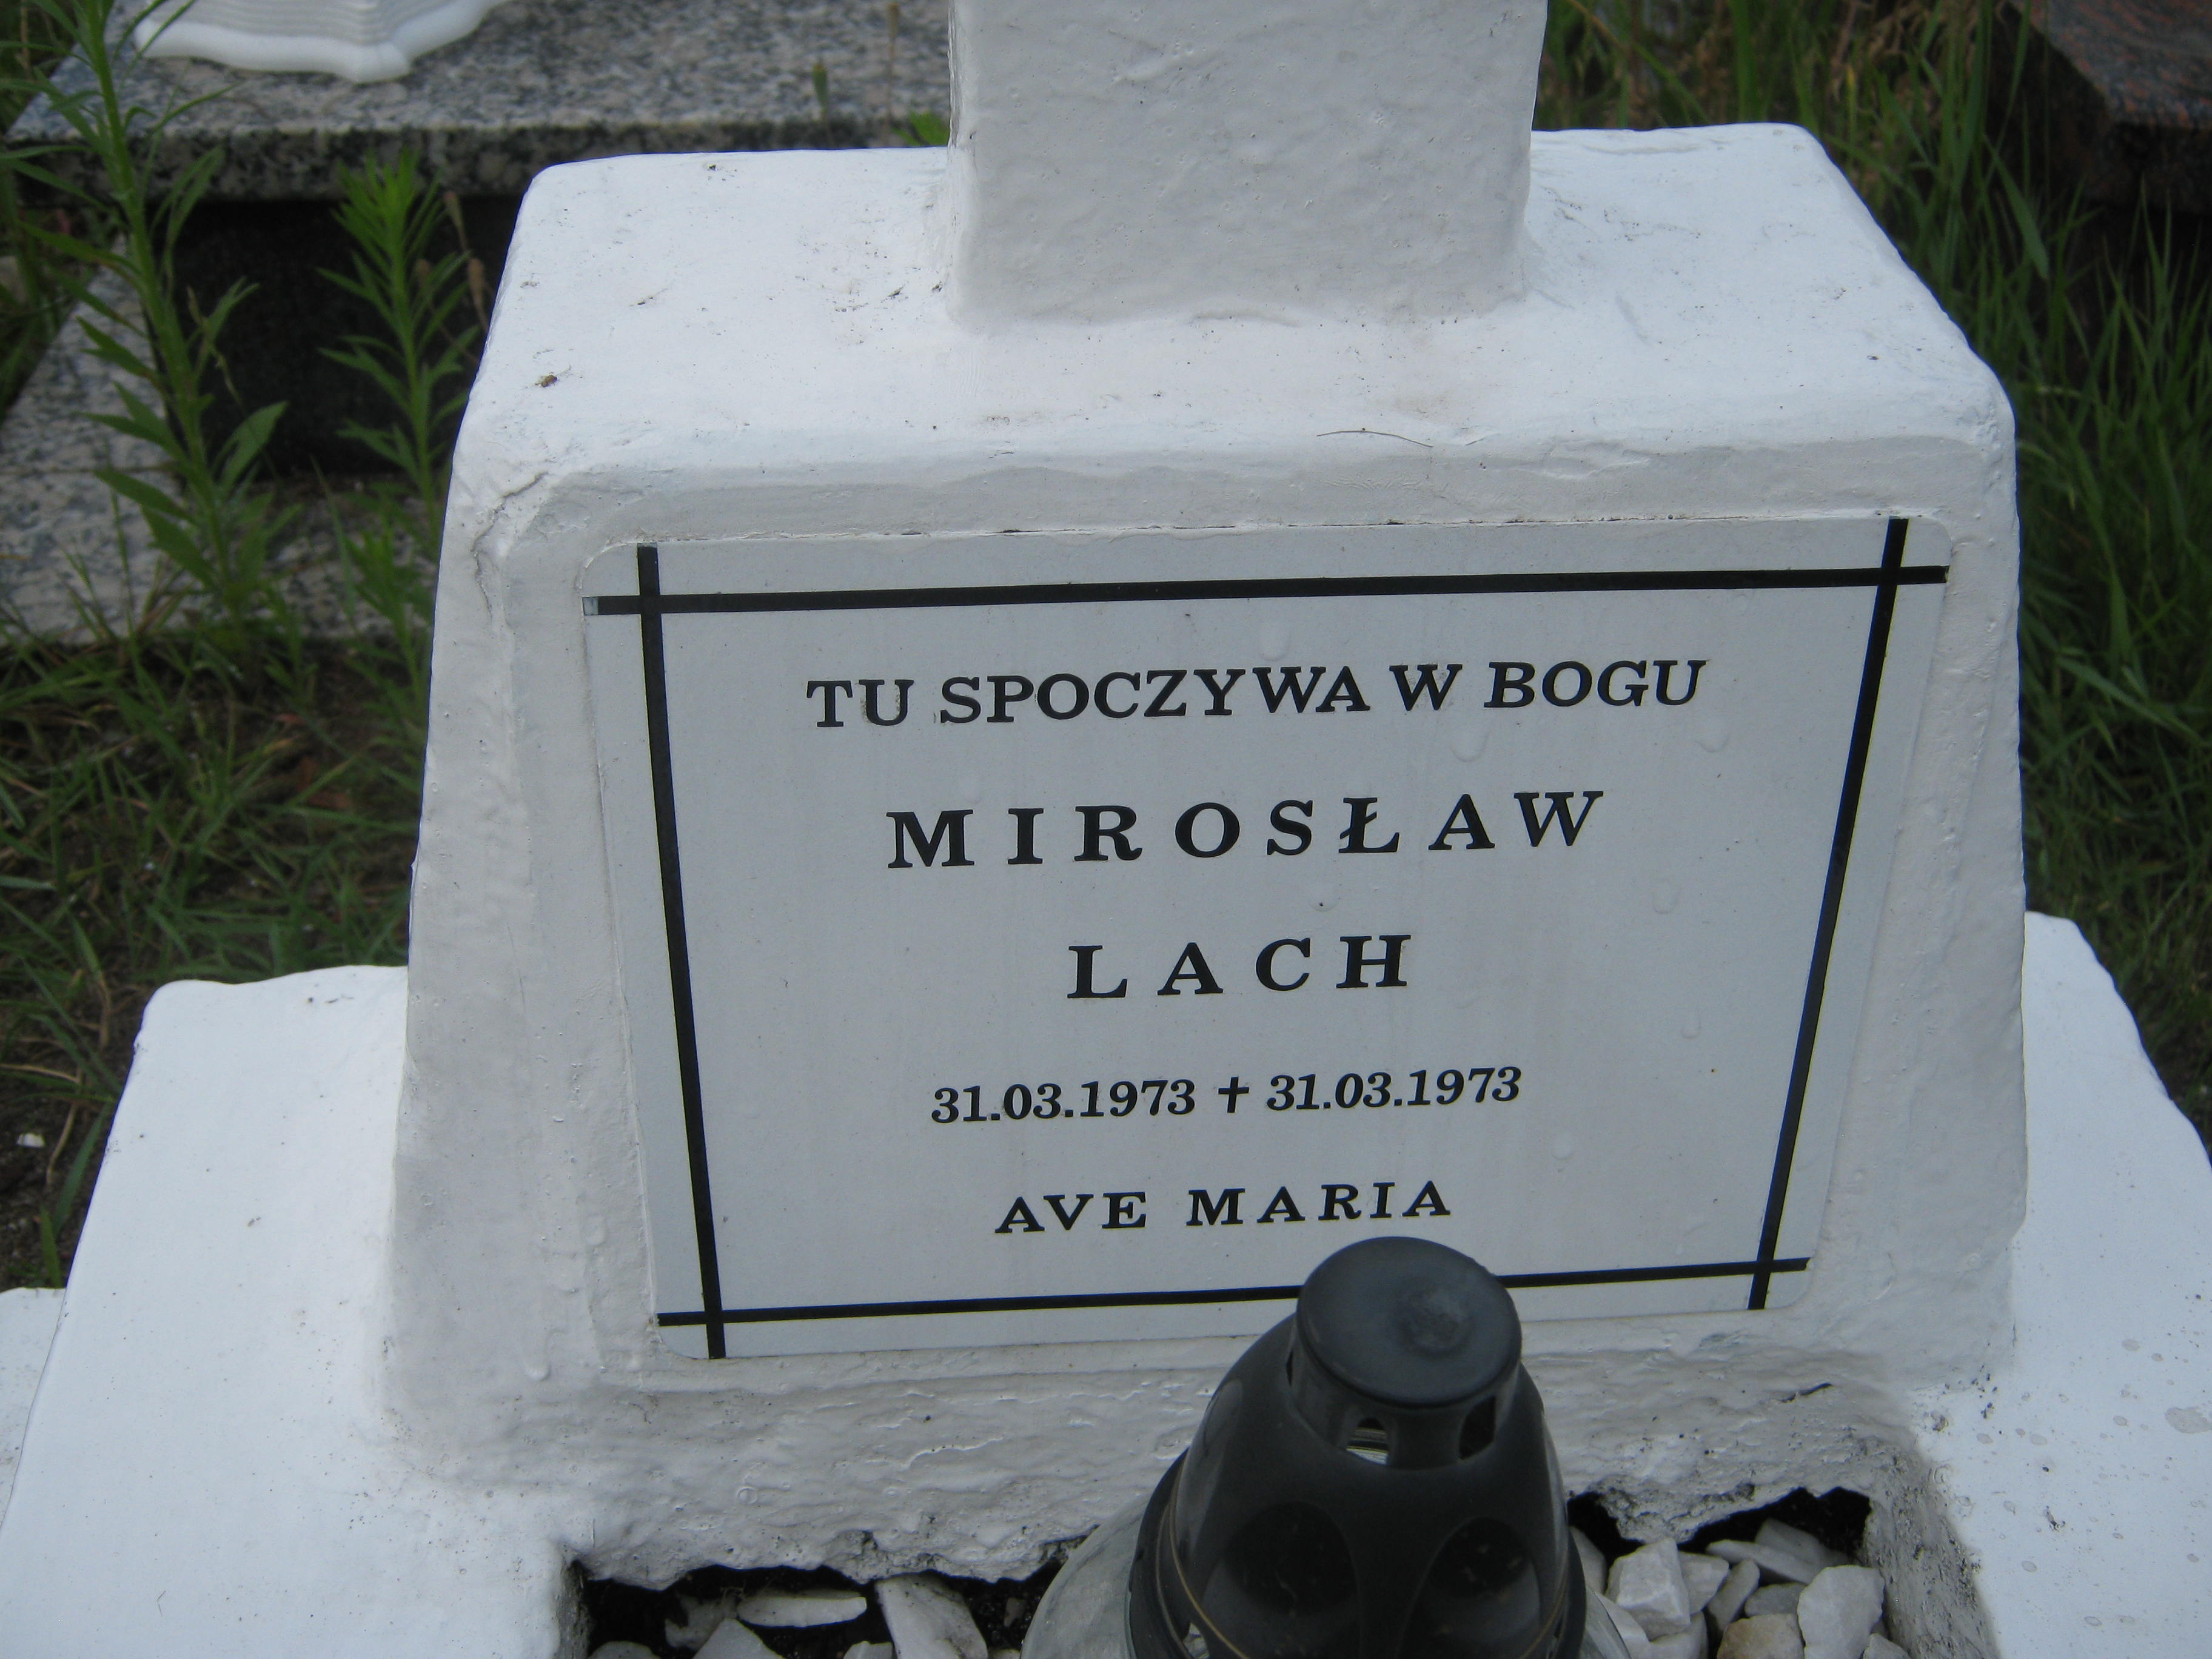 TU SPOCZYWA W BOGU
MIROSŁAW
LACH
31.03.1973 ✝ 31.03.1973
AVE MARIA